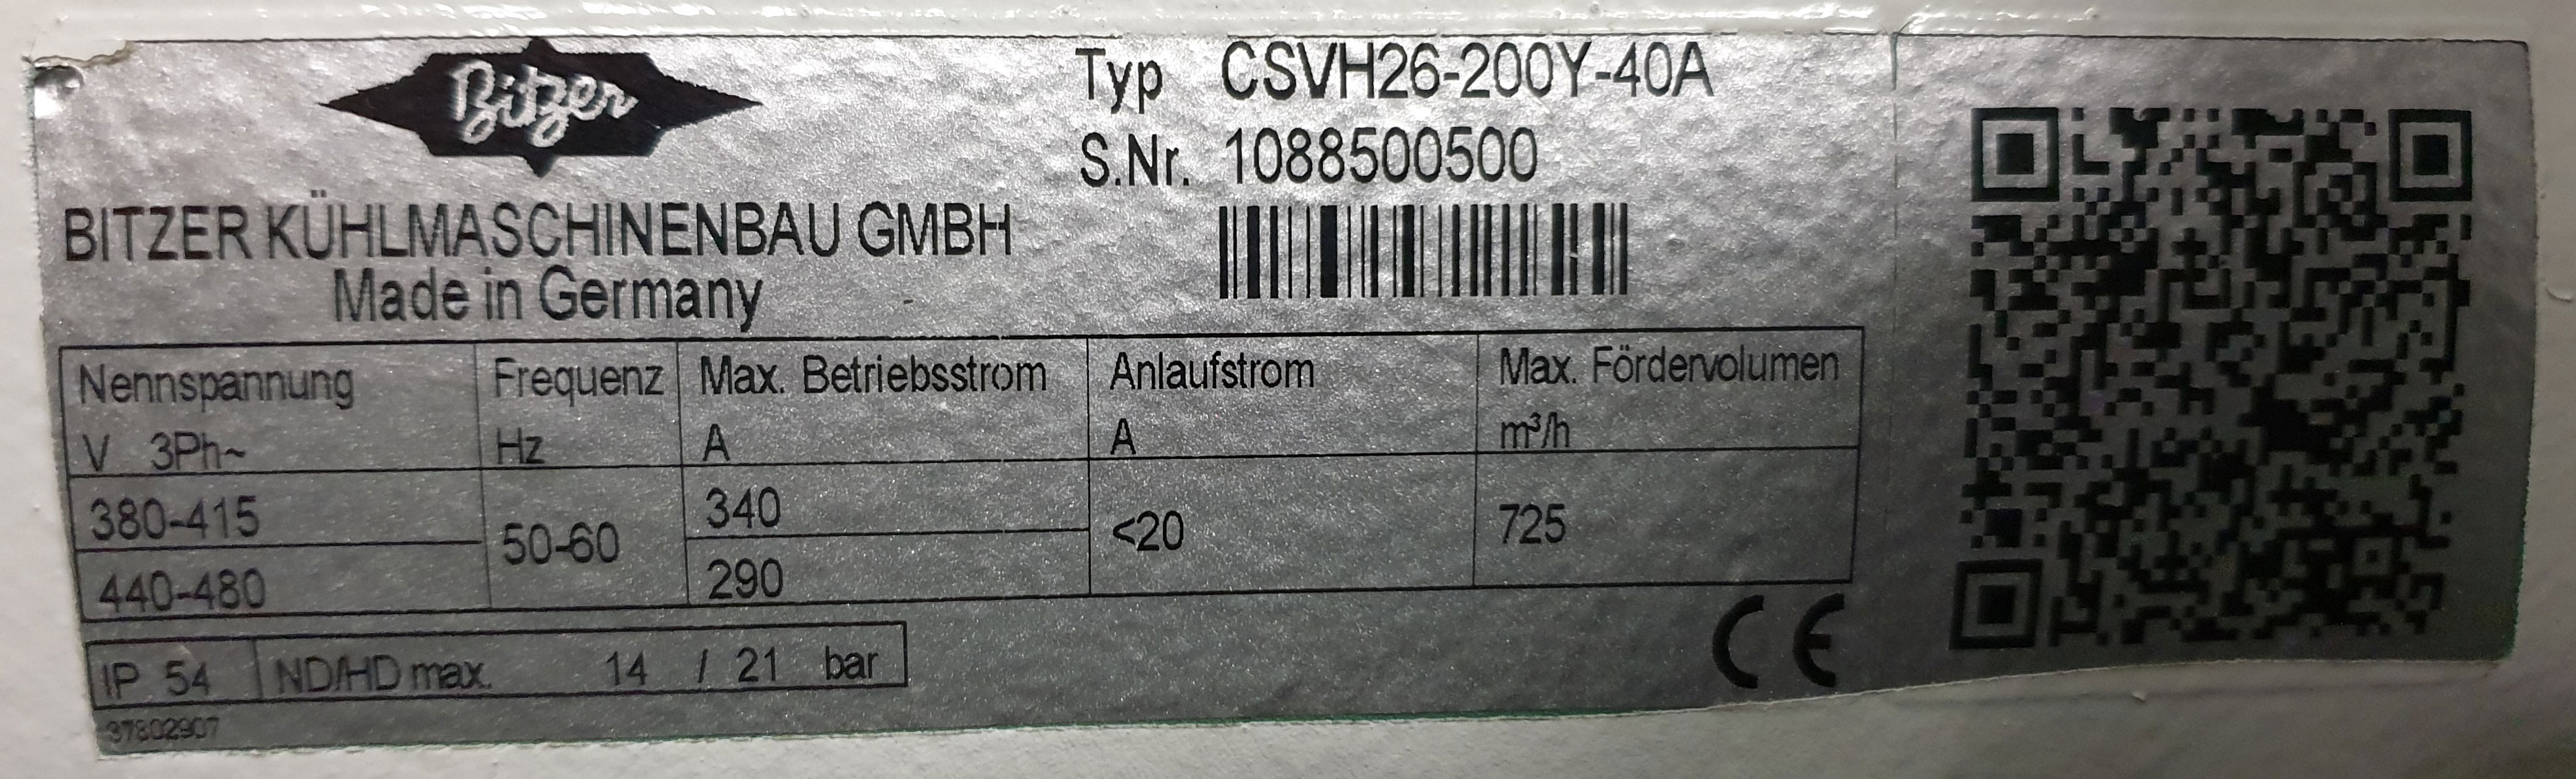 Bitzer
Typ CSVH26-200Y-40A
S.Nr. 1088500500
BITZER KÜHLMASCHINENBAU GMBH
Made in Germany
Nennspannung Frequenz Max. Betriebsstrom Anlaufstrom Max. Fördervolumen
V 3Ph~ Hz A A m³/h
380-415 50-60 340 <20 725
440-480 290
IP 54 ND/HD max. 14 / 21 bar
CE
37802907